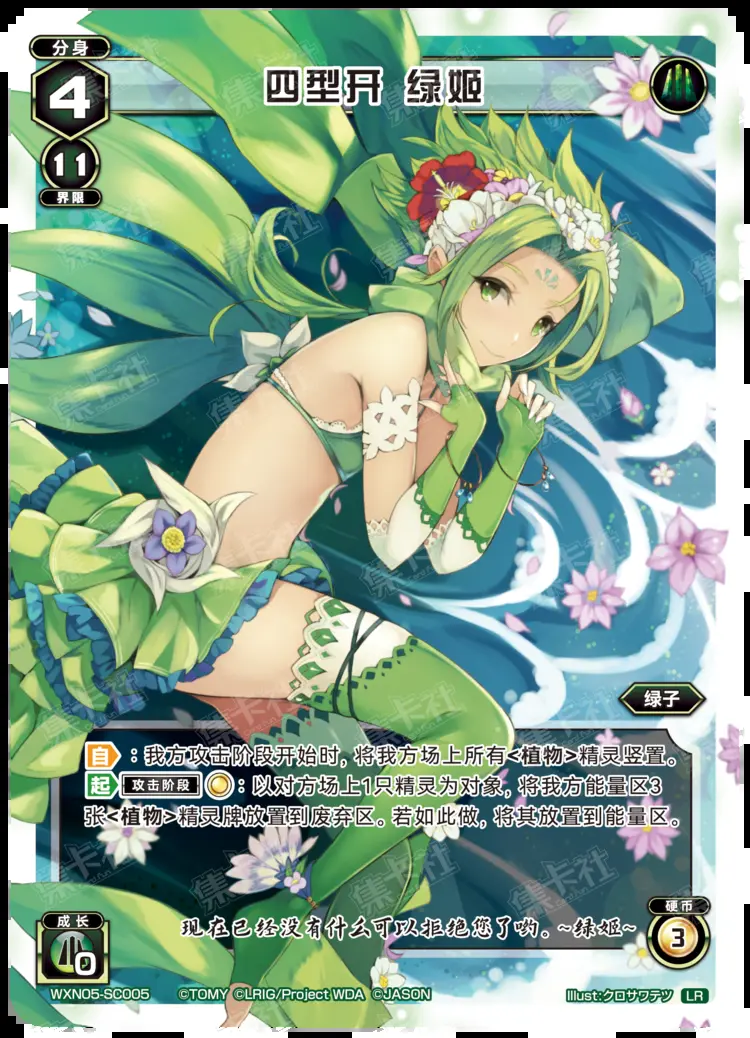 分身
4
四型开 绿姬
11
界限
绿子
自：我方攻击阶段开始时，将我方场上所有<植物>精灵竖置。
起 攻击阶段 ：以对方场上1只精灵为对象，将我方能量区3
张<植物>精灵牌放置到废弃区。若如此做，将其放置到能量区。
成长
0
现在已经没有什么可以拒绝您了哟。~绿姬~
硬币
3
WXN05-SC005 ©TOMY ©LRIG/Project WDA ©JASON Illust:クロサワテツ LR
集卡社